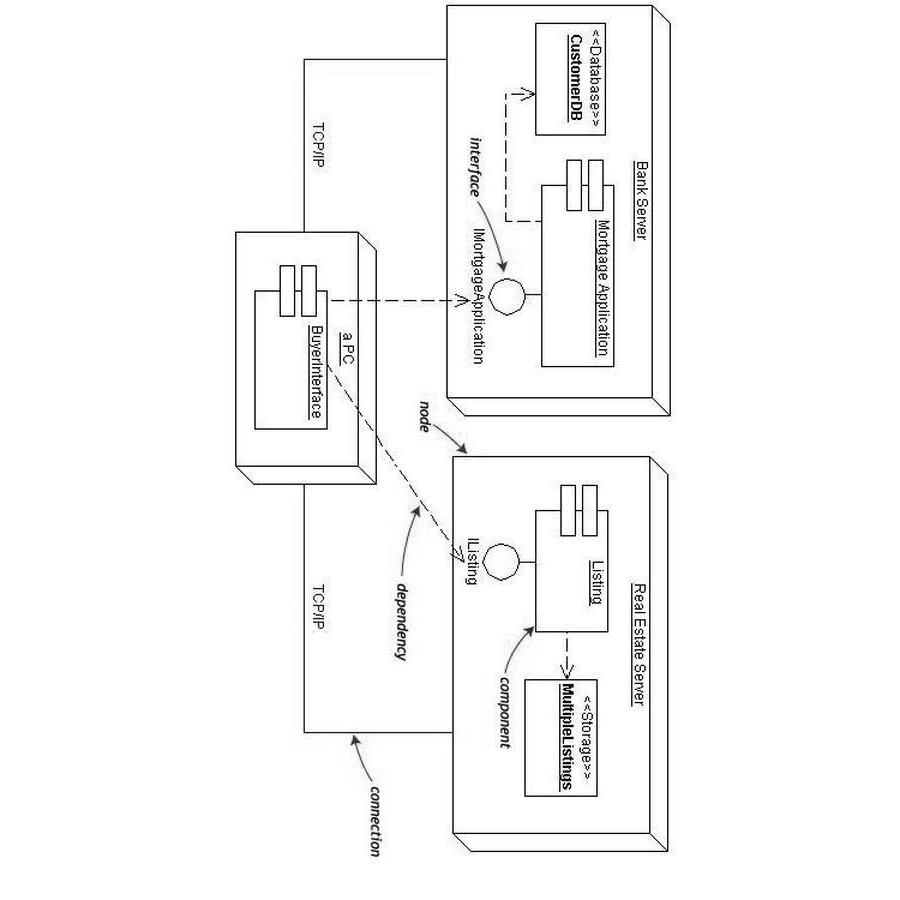 Bank Server
<<Database>>
CustomerDB
Mortgage Application
interface
IMortgageApplication
TCP/IP
a PC
BuyerInterface
node
Real Estate Server
Listing
IListing
<<Storage>>
MultipleListings
component
dependency
TCP/IP
connection